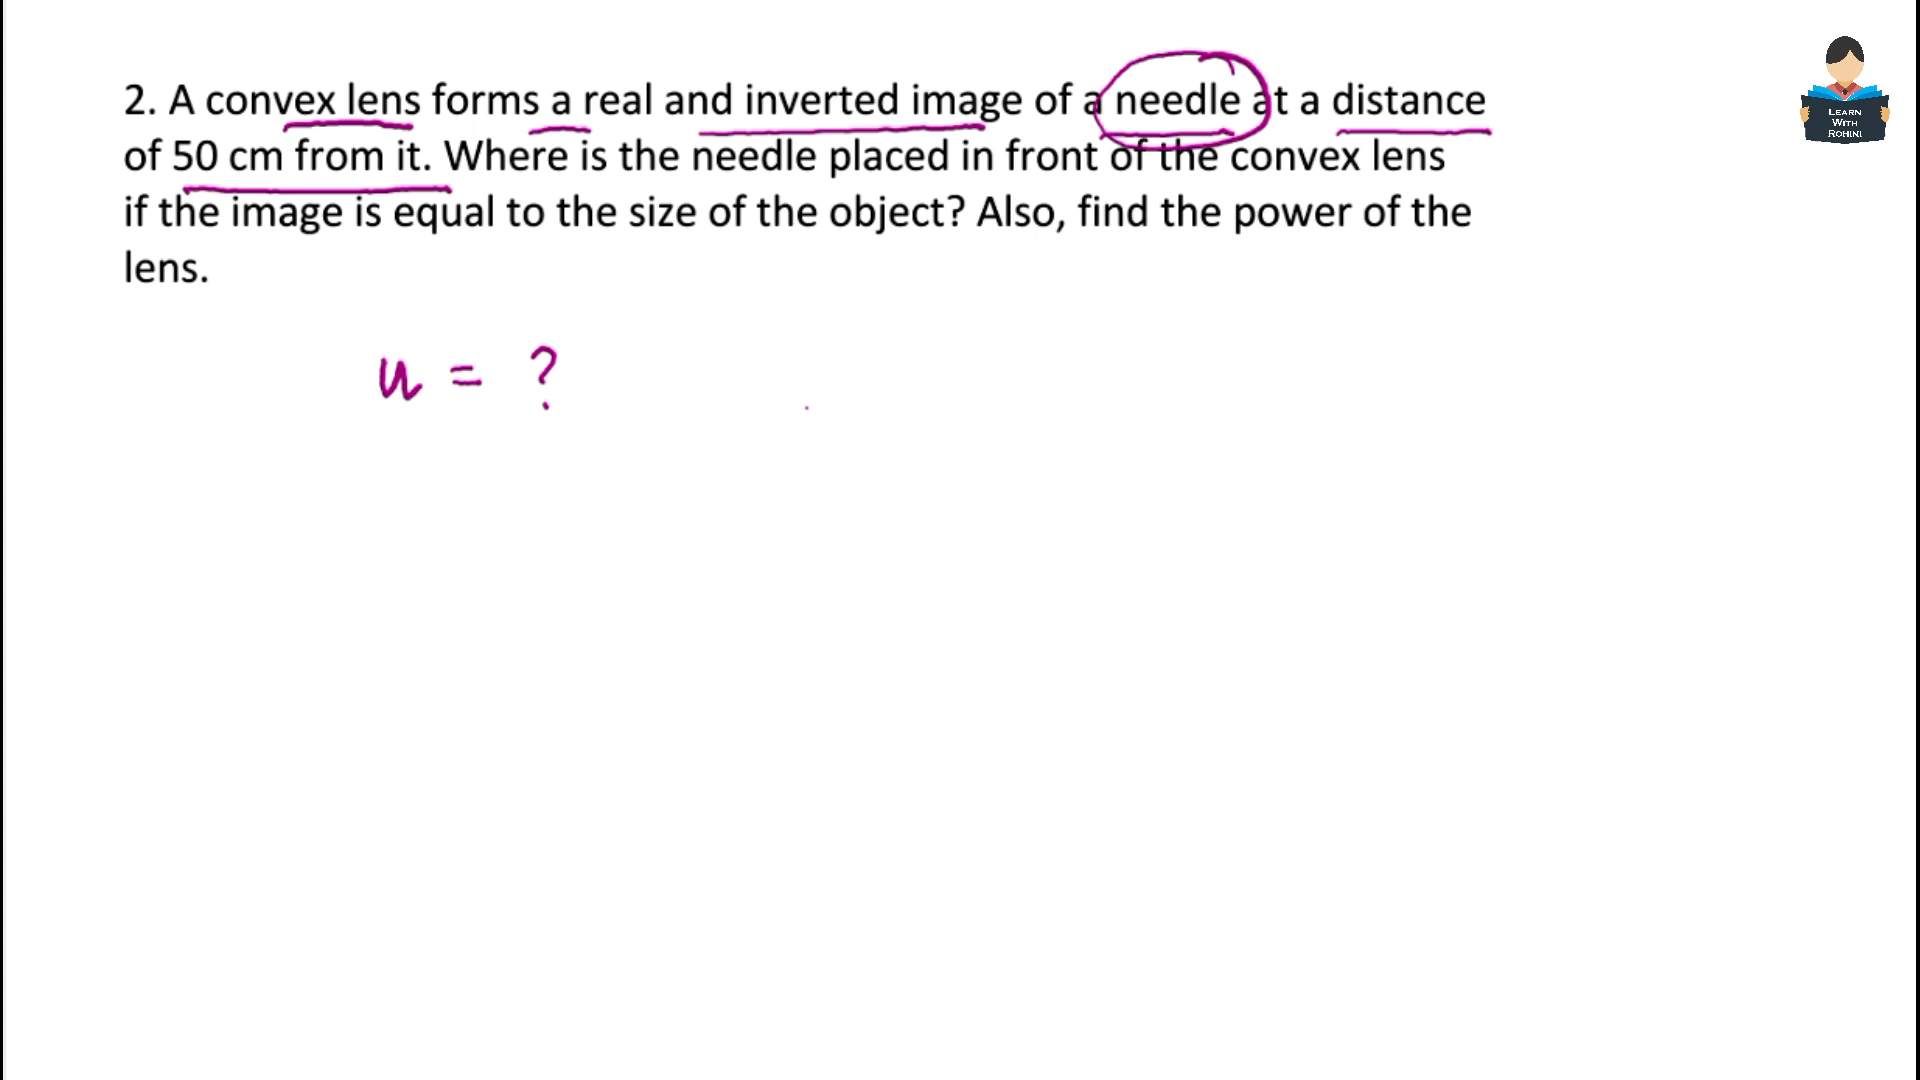 2. A convex lens forms a real and inverted image of a needle at a distance
of 50 cm from it. Where is the needle placed in front of the convex lens
if the image is equal to the size of the object? Also, find the power of the
lens.
u = ?
LEARN
WITH
ROHINI